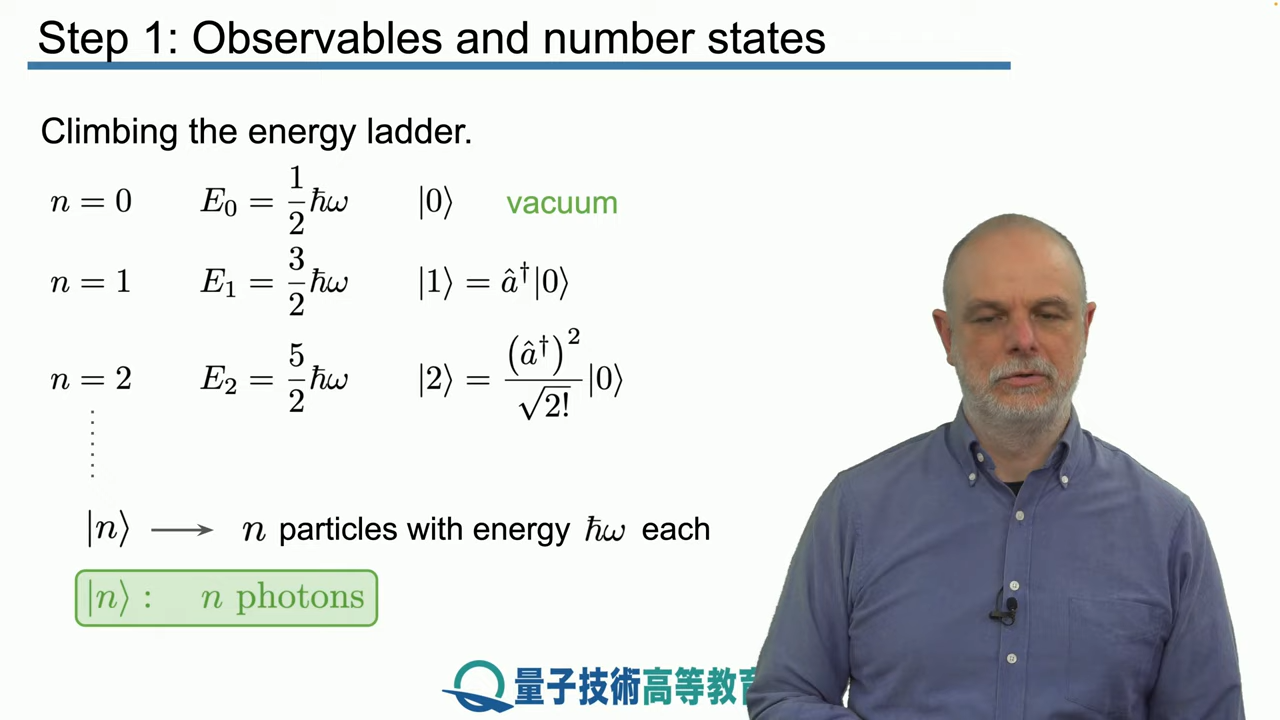 Step 1: Observables and number states
Climbing the energy ladder.
n = 0 E₀ = 1/2 ħω |0⟩ vacuum
n = 1 E₁ = 3/2 ħω |1⟩ = â†|0⟩
n = 2 E₂ = 5/2 ħω |2⟩ = (â†)²/√2! |0⟩
|n⟩ ⟶ n particles with energy ħω each
|n⟩ : n photons
量子技術高等教育